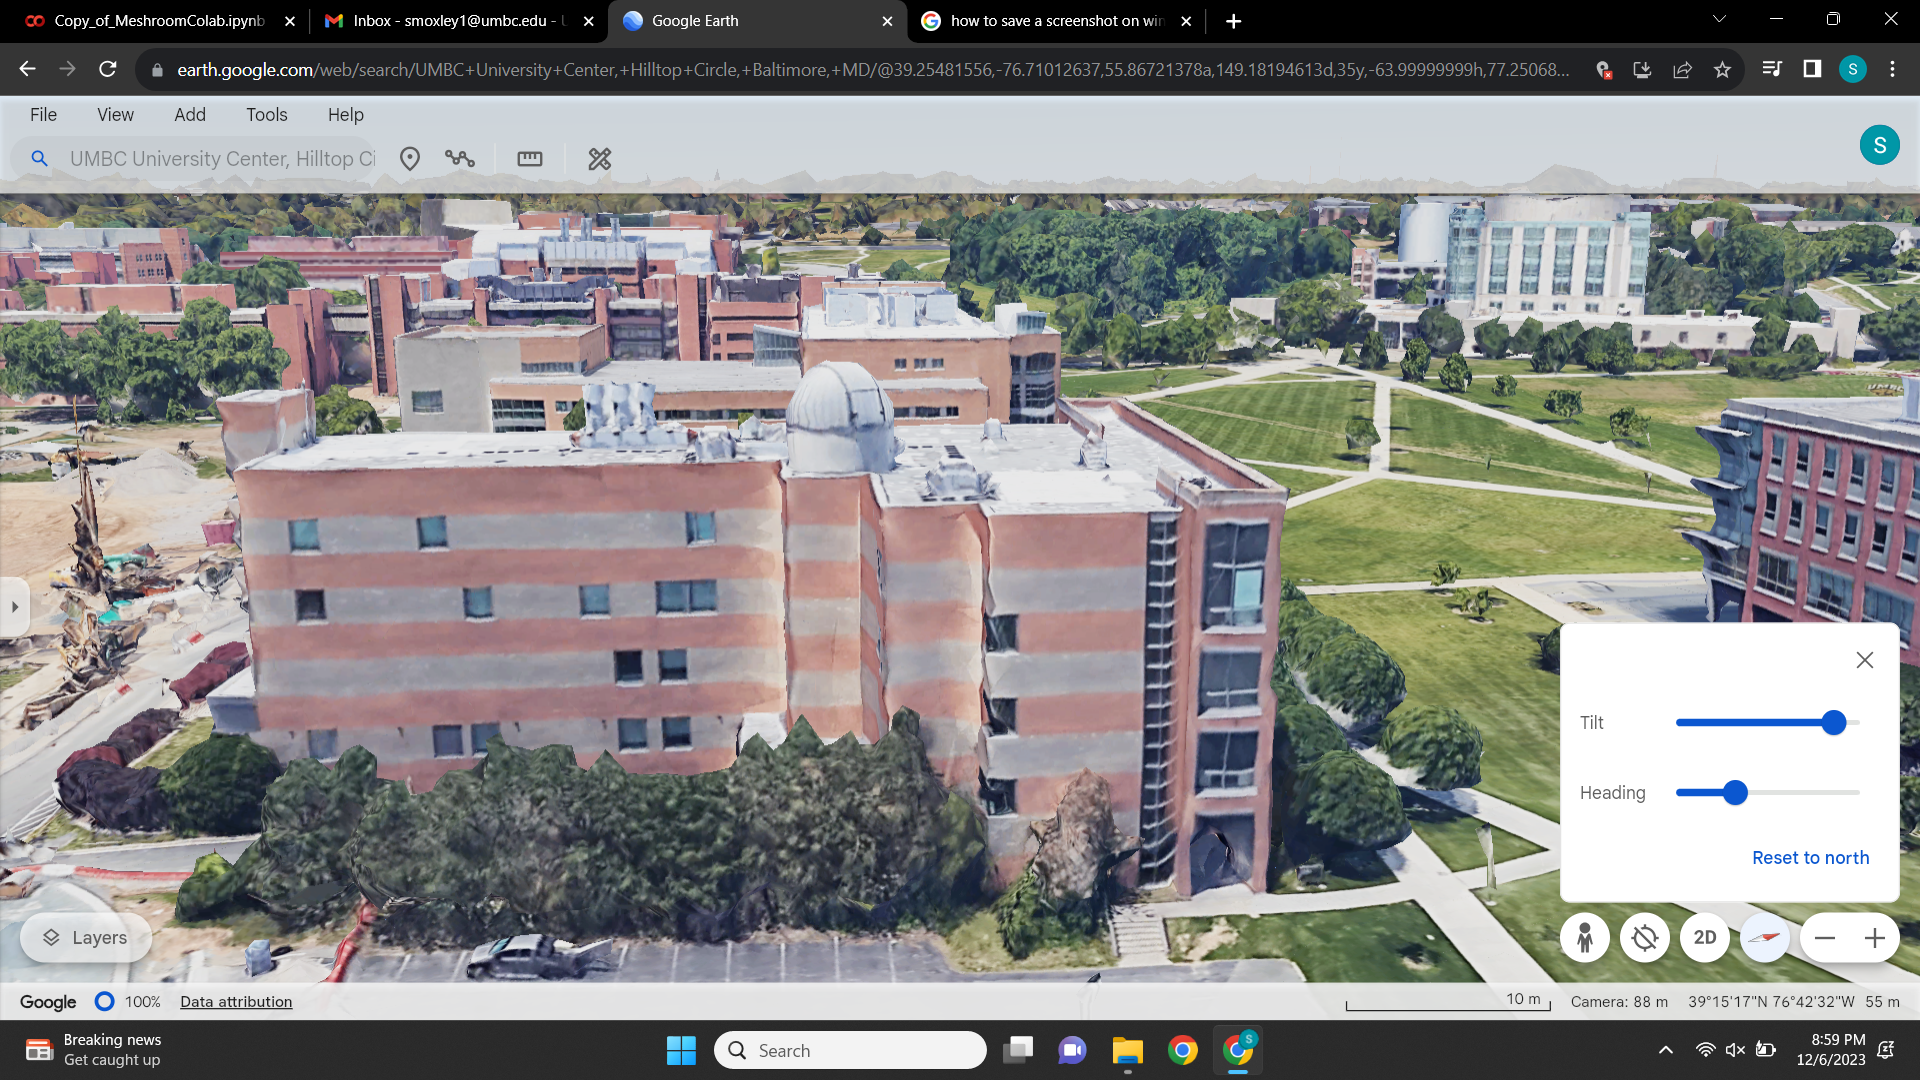 Copy_of_MeshroomColab.ipynb
Inbox - smoxley1@umbc.edu - U
Google Earth
how to save a screenshot on win
earth.google.com/web/search/UMBC+University+Center,+Hilltop+Circle,+Baltimore,+MD/@39.25481556,-76.71012637,55.86721378a,149.18194613d,35y,-63.99999999h,77.25068...
S
File View Add Tools Help
UMBC University Center, Hilltop Ci
S
UMBC
Tilt
Heading
Reset to north
Layers
2D
Google 100% Data attribution
10 m
Camera: 88 m 39°15'17"N 76°42'32"W 55 m
Breaking news
Get caught up
Search
S
8:59 PM
12/6/2023